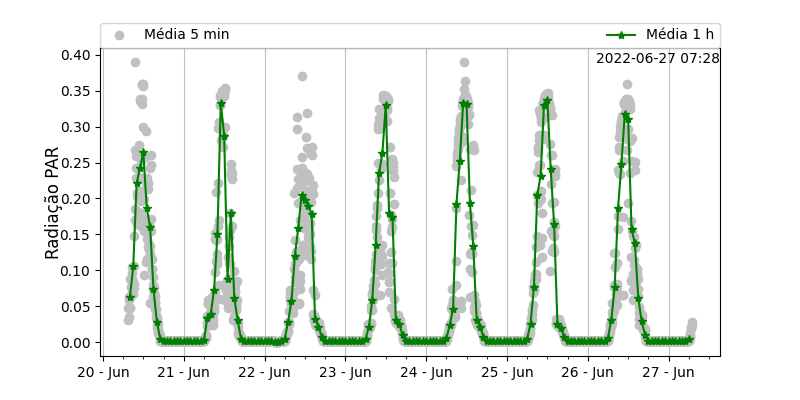 Média 5 min
Média 1 h
2022-06-27 07:28
Radiação PAR
0.40
0.35
0.30
0.25
0.20
0.15
0.10
0.05
0.00
20 - Jun
21 - Jun
22 - Jun
23 - Jun
24 - Jun
25 - Jun
26 - Jun
27 - Jun